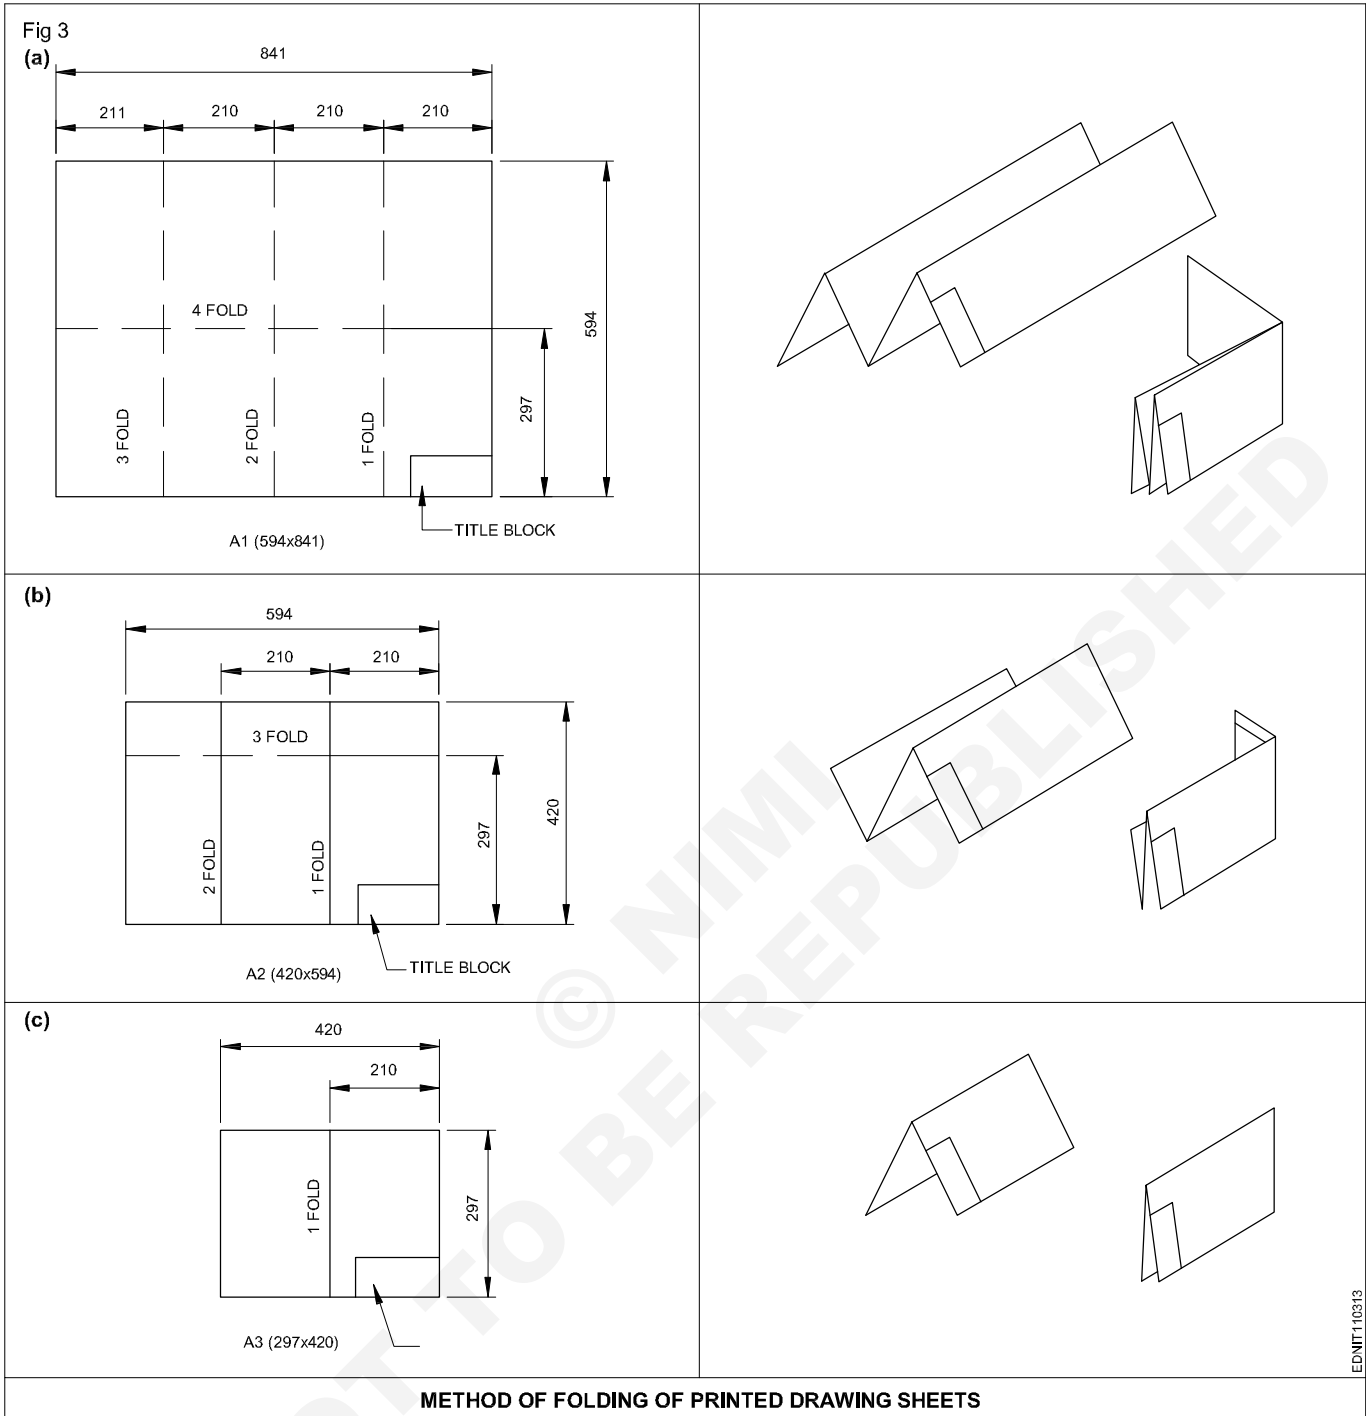 Fig 3
(a)
841
211 210 210 210
4 FOLD
594
297
3 FOLD
2 FOLD
1 FOLD
TITLE BLOCK
A1 (594x841)
(b)
594
210 210
3 FOLD
420
297
2 FOLD
1 FOLD
TITLE BLOCK
A2 (420x594)
(c)
420
210
1 FOLD
297
A3 (297x420)
EDNIT110313
METHOD OF FOLDING OF PRINTED DRAWING SHEETS
© NIMI
NOT TO BE REPUBLISHED